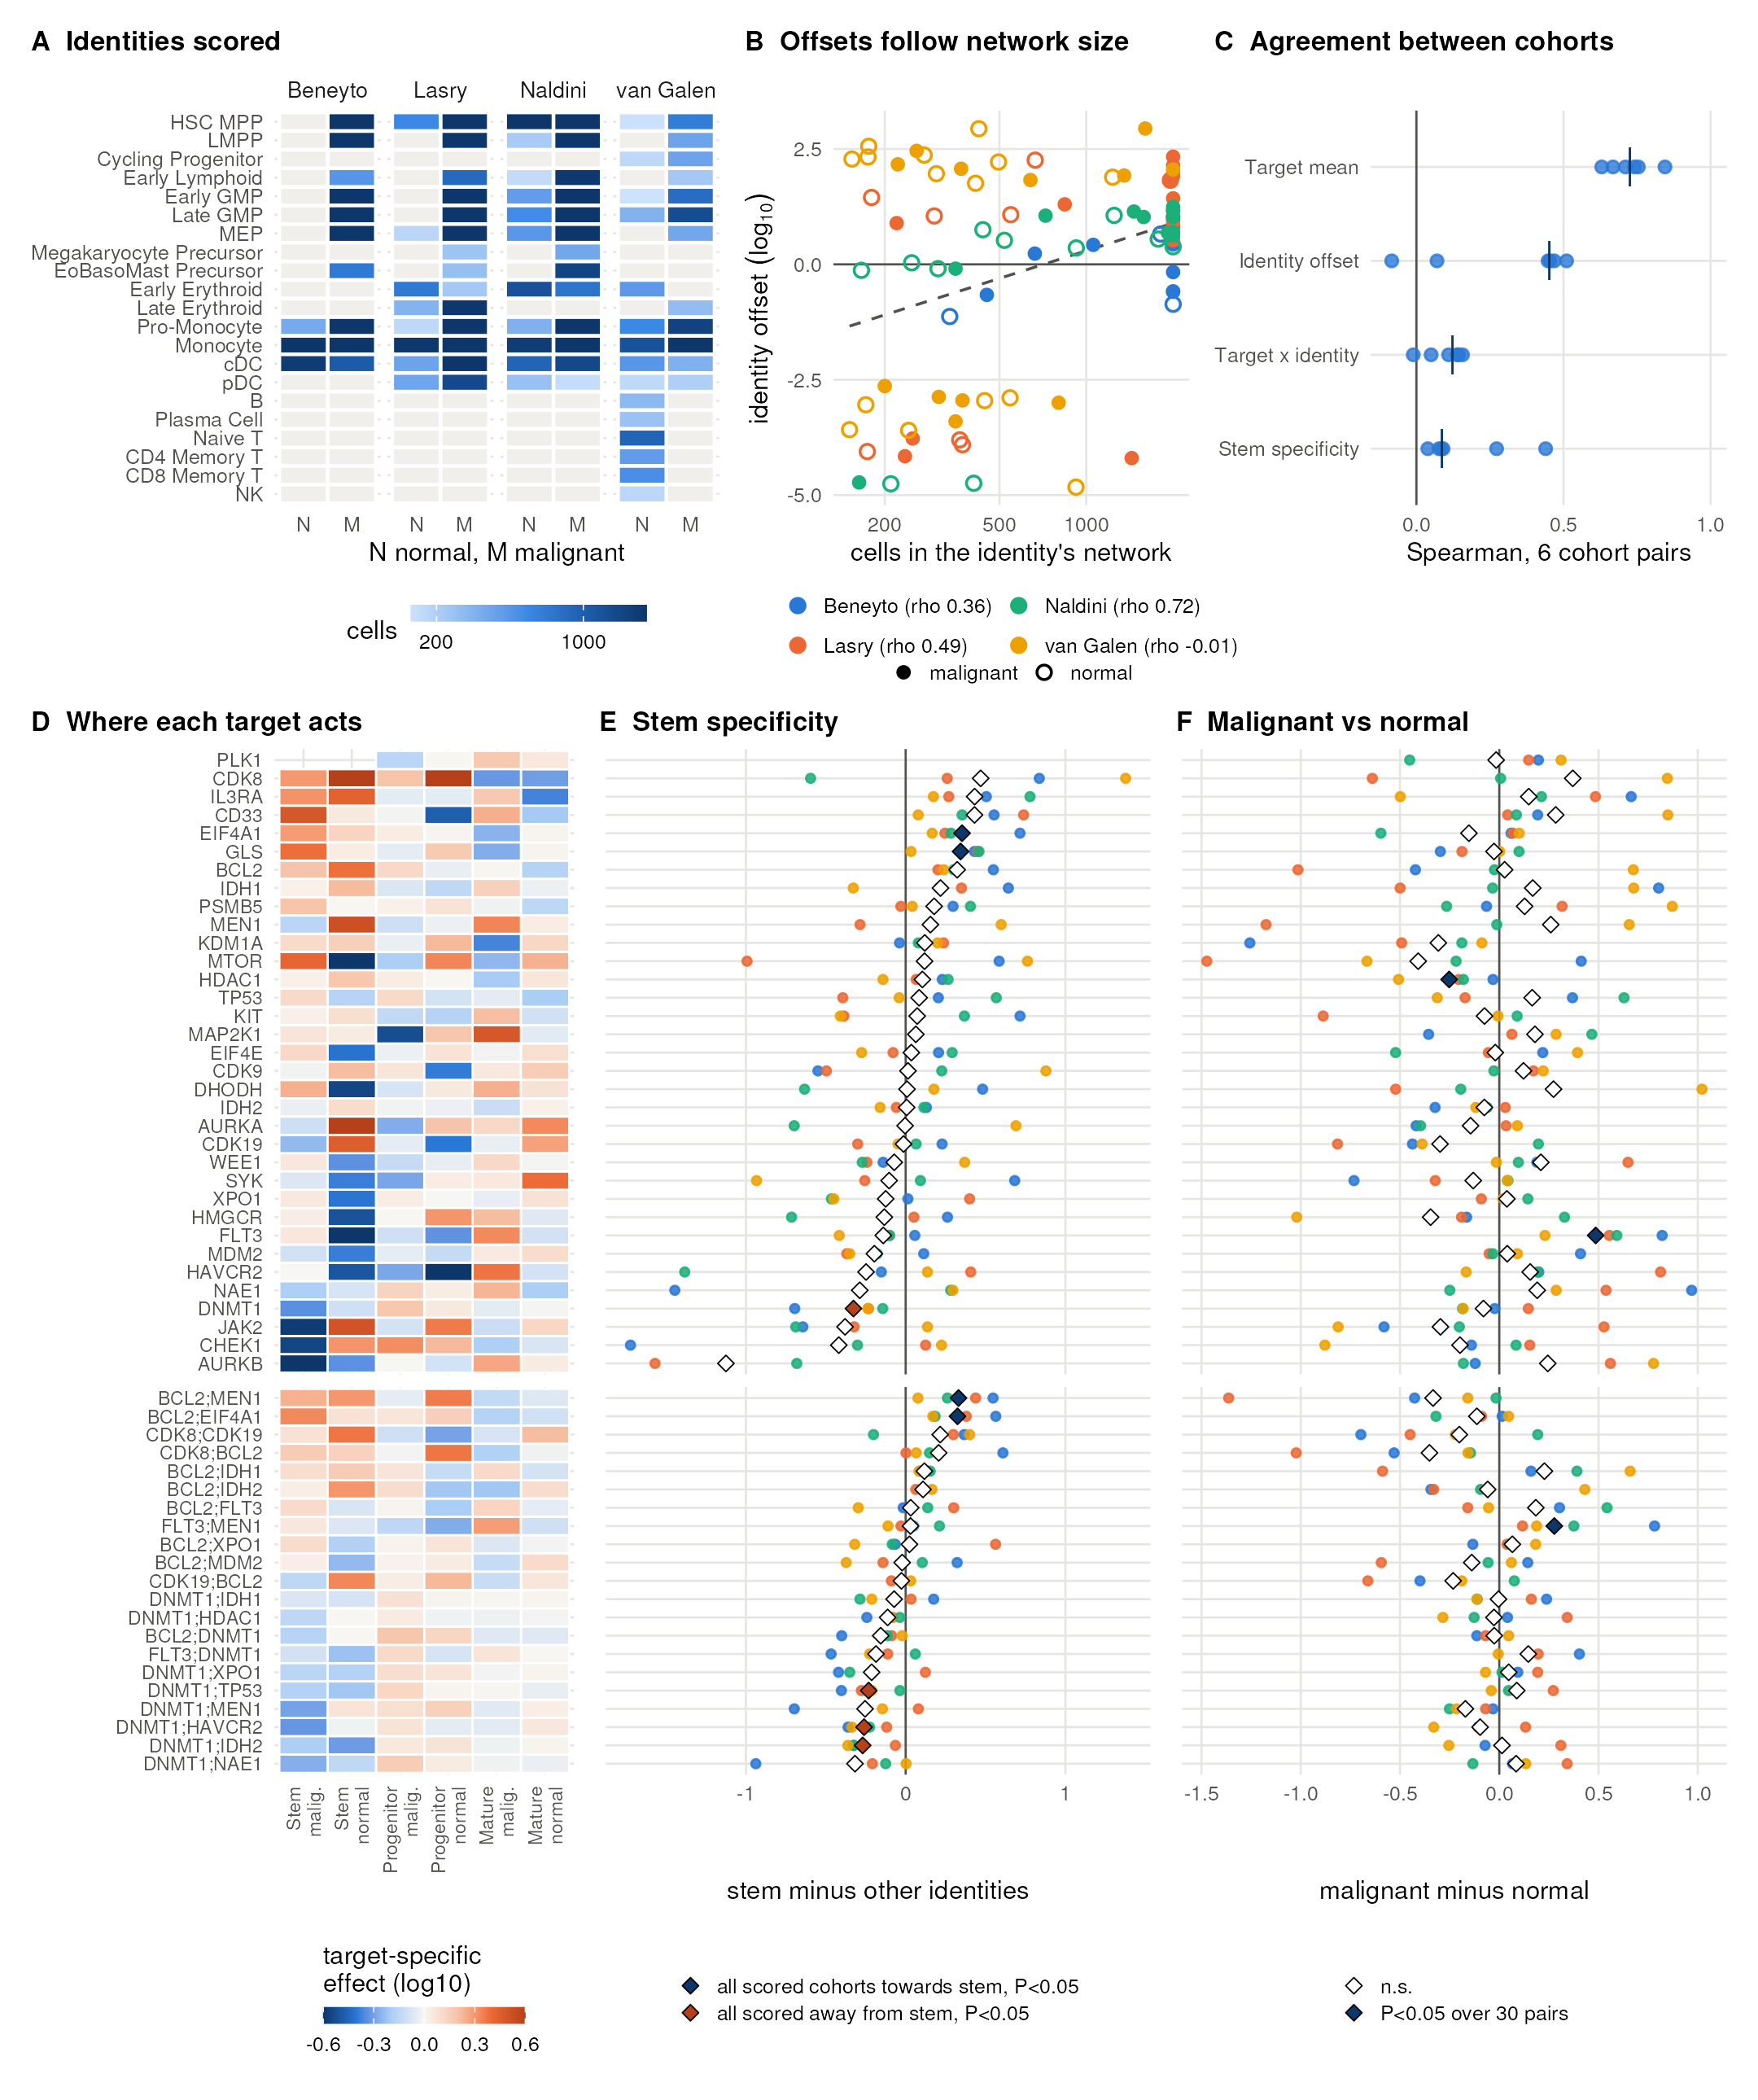 A Identities scored
B Offsets follow network size
C Agreement between cohorts
Beneyto Lasry Naldini van Galen
HSC MPP
LMPP
Cycling Progenitor
Early Lymphoid
Early GMP
Late GMP
MEP
Megakaryocyte Precursor
EoBasoMast Precursor
Early Erythroid
Late Erythroid
Pro-Monocyte
Monocyte
cDC
pDC
B
Plasma Cell
Naive T
CD4 Memory T
CD8 Memory T
NK
N M N M N M N M
N normal, M malignant
cells
200 1000
identity offset (log10)
2.5
0.0
-2.5
-5.0
200 500 1000
cells in the identity's network
Beneyto (rho 0.36) Naldini (rho 0.72)
Lasry (rho 0.49) van Galen (rho -0.01)
malignant normal
Target mean
Identity offset
Target x identity
Stem specificity
0.0 0.5 1.0
Spearman, 6 cohort pairs
D Where each target acts
E Stem specificity
F Malignant vs normal
PLK1
CDK8
IL3RA
CD33
EIF4A1
GLS
BCL2
IDH1
PSMB5
MEN1
KDM1A
MTOR
HDAC1
TP53
KIT
MAP2K1
EIF4E
CDK9
DHODH
IDH2
AURKA
CDK19
WEE1
SYK
XPO1
HMGCR
FLT3
MDM2
HAVCR2
NAE1
DNMT1
JAK2
CHEK1
AURKB
BCL2;MEN1
BCL2;EIF4A1
CDK8;CDK19
CDK8;BCL2
BCL2;IDH1
BCL2;IDH2
BCL2;FLT3
FLT3;MEN1
BCL2;XPO1
BCL2;MDM2
CDK19;BCL2
DNMT1;IDH1
DNMT1;HDAC1
BCL2;DNMT1
FLT3;DNMT1
DNMT1;XPO1
DNMT1;TP53
DNMT1;MEN1
DNMT1;HAVCR2
DNMT1;IDH2
DNMT1;NAE1
Stem malig.
Stem normal
Progenitor malig.
Progenitor normal
Mature malig.
Mature normal
-1 0 1
stem minus other identities
-1.5 -1.0 -0.5 0.0 0.5 1.0
malignant minus normal
target-specific
effect (log10)
-0.6 -0.3 0.0 0.3 0.6
all scored cohorts towards stem, P<0.05
all scored away from stem, P<0.05
n.s.
P<0.05 over 30 pairs